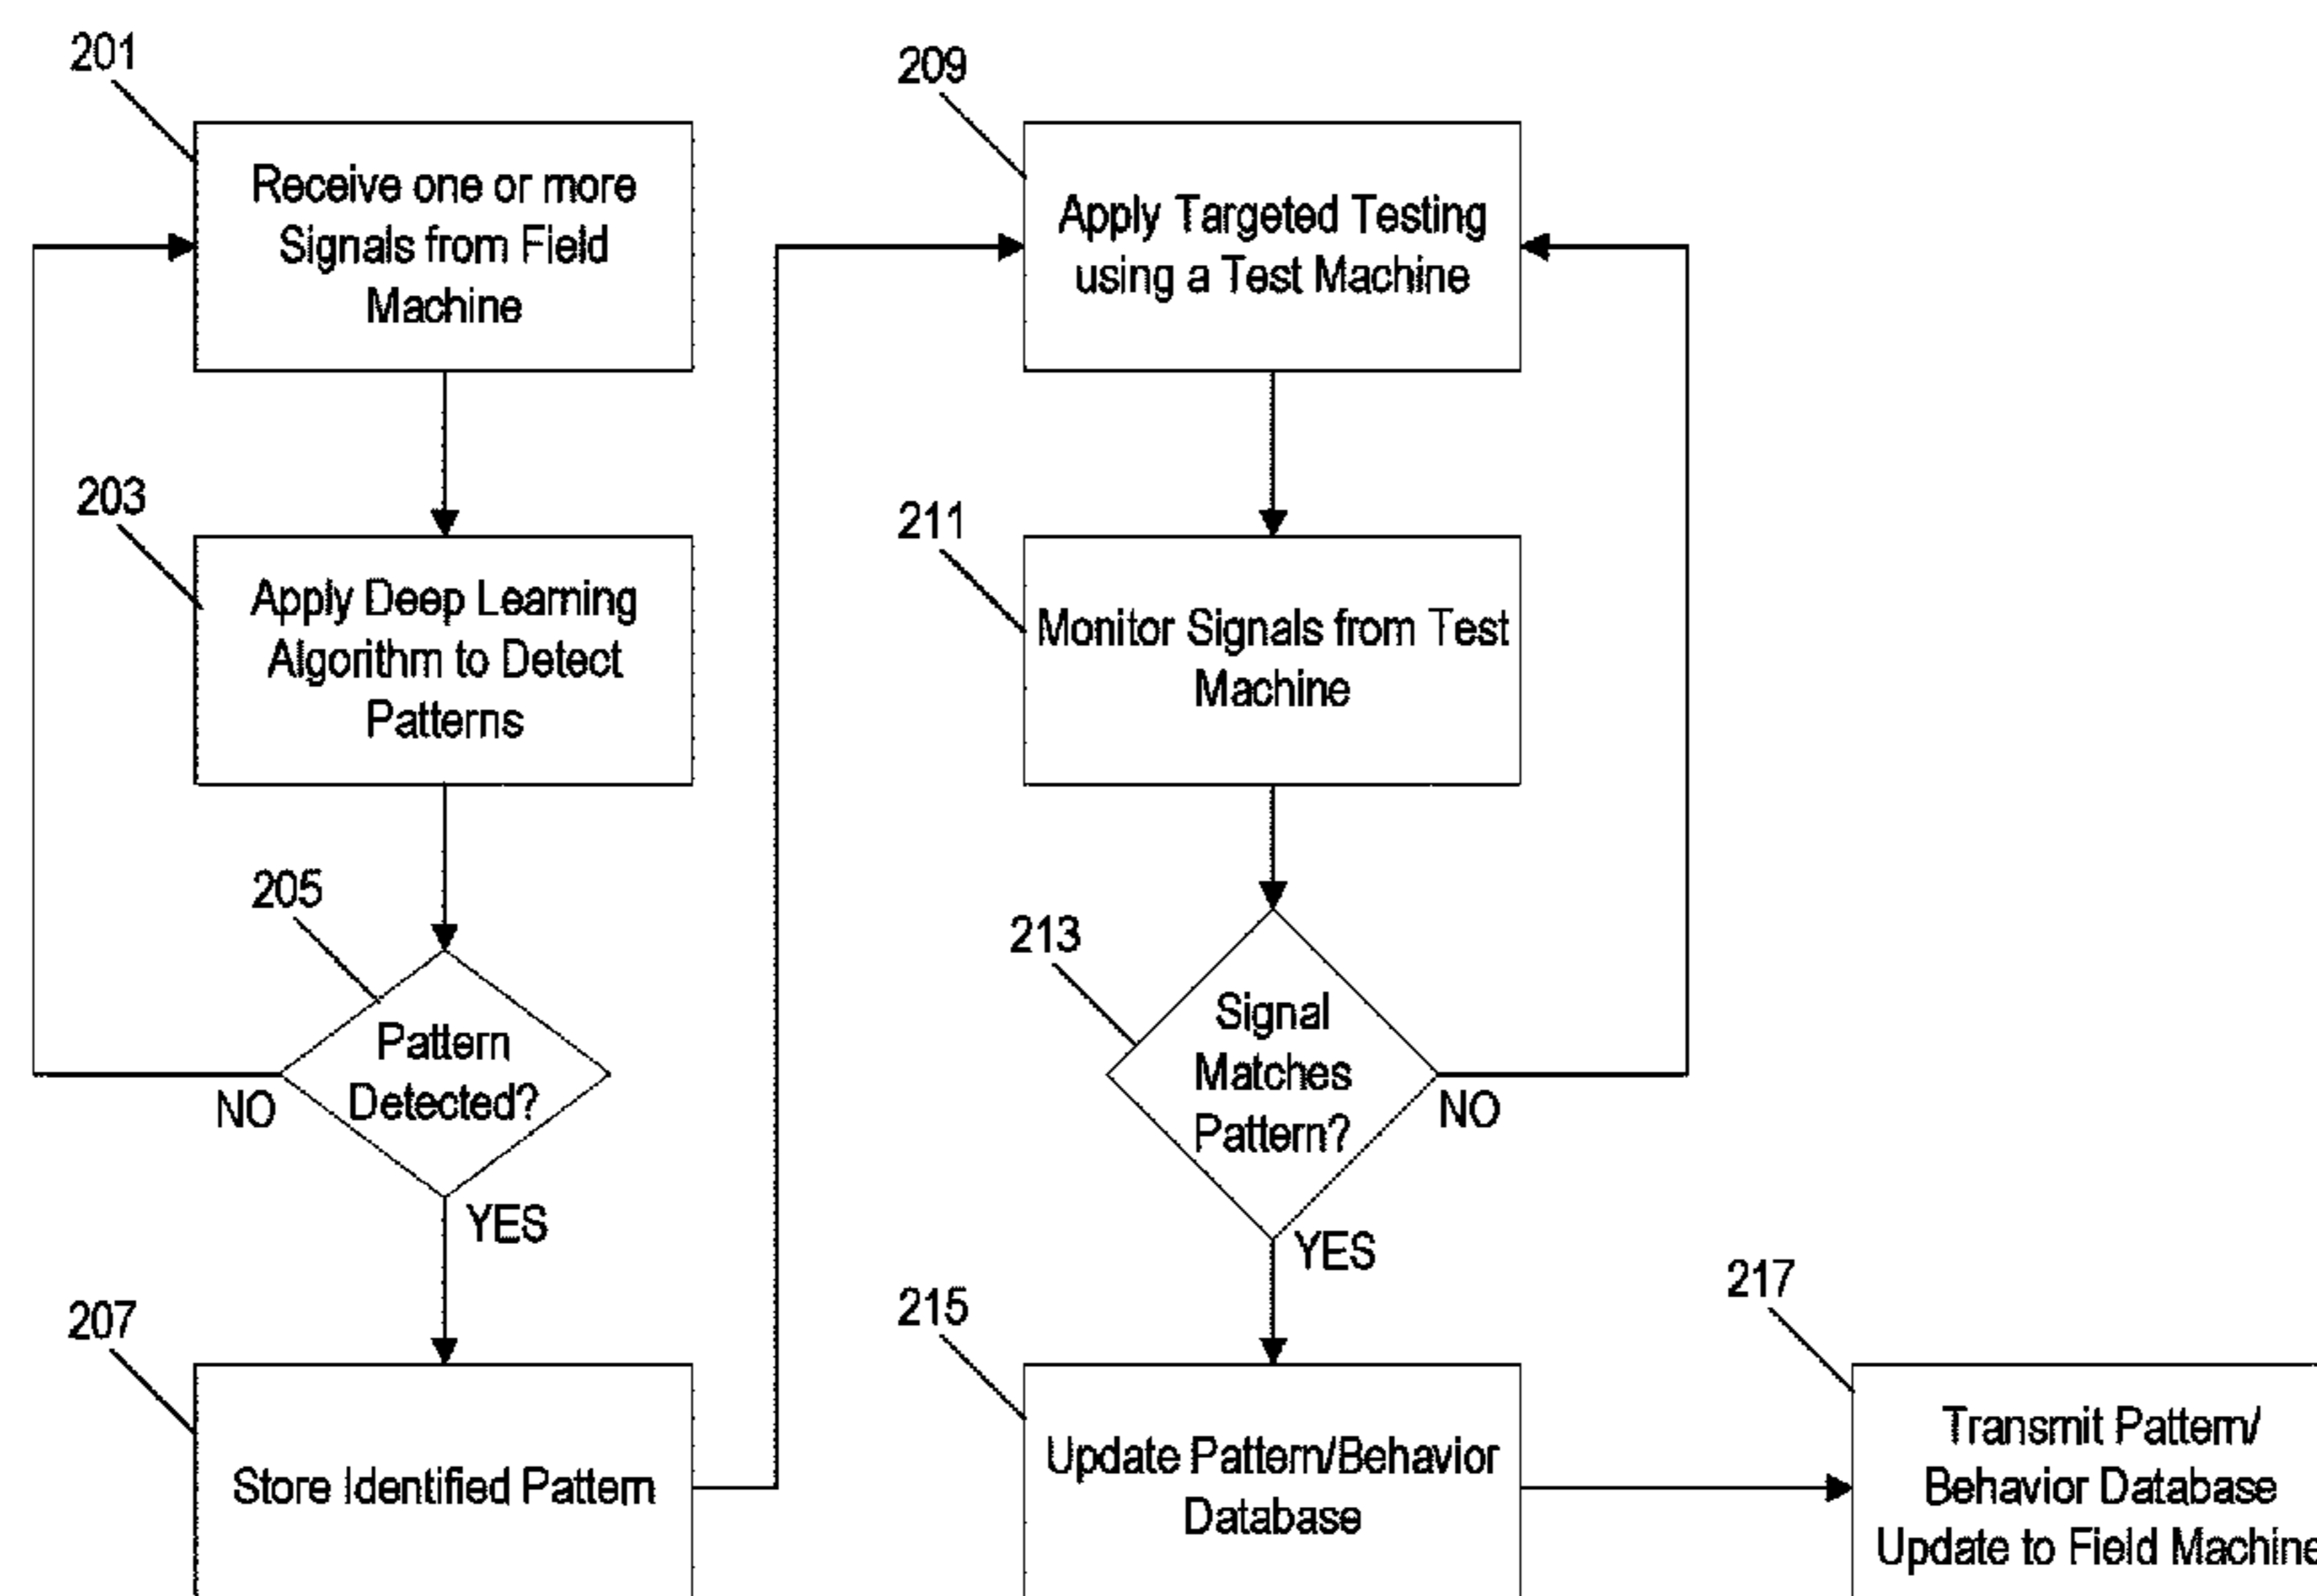 201
Receive one or more
Signals from Field
Machine
203
Apply Deep Learning
Algorithm to Detect
Patterns
205
Pattern
Detected?
NO
YES
207
Store Identified Pattern
209
Apply Targeted Testing
using a Test Machine
211
Monitor Signals from Test
Machine
213
Signal
Matches
Pattern?
NO
YES
215
Update Pattern/Behavior
Database
217
Transmit Pattern/
Behavior Database
Update to Field Machine